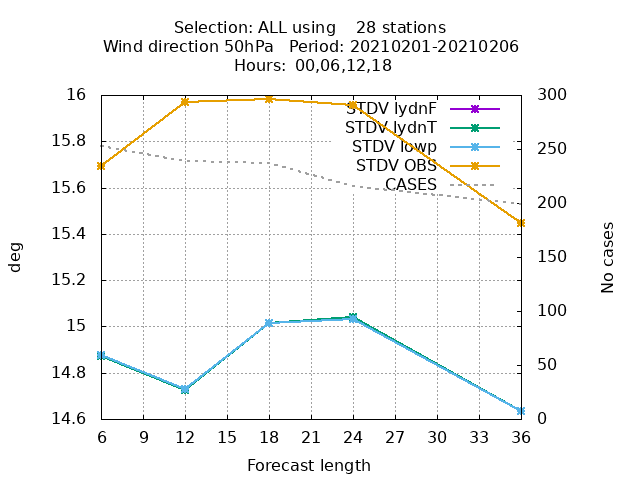 Selection: ALL using    28 stations
Wind direction 50hPa   Period: 20210201-20210206
Hours: 00,06,12,18
STDV lydnF
STDV lydnT
STDV lowp
STDV OBS
CASES
16
15.8
15.6
15.4
15.2
15
14.8
14.6
300
250
200
150
100
50
0
deg
No cases
6 9 12 15 18 21 24 27 30 33 36
Forecast length